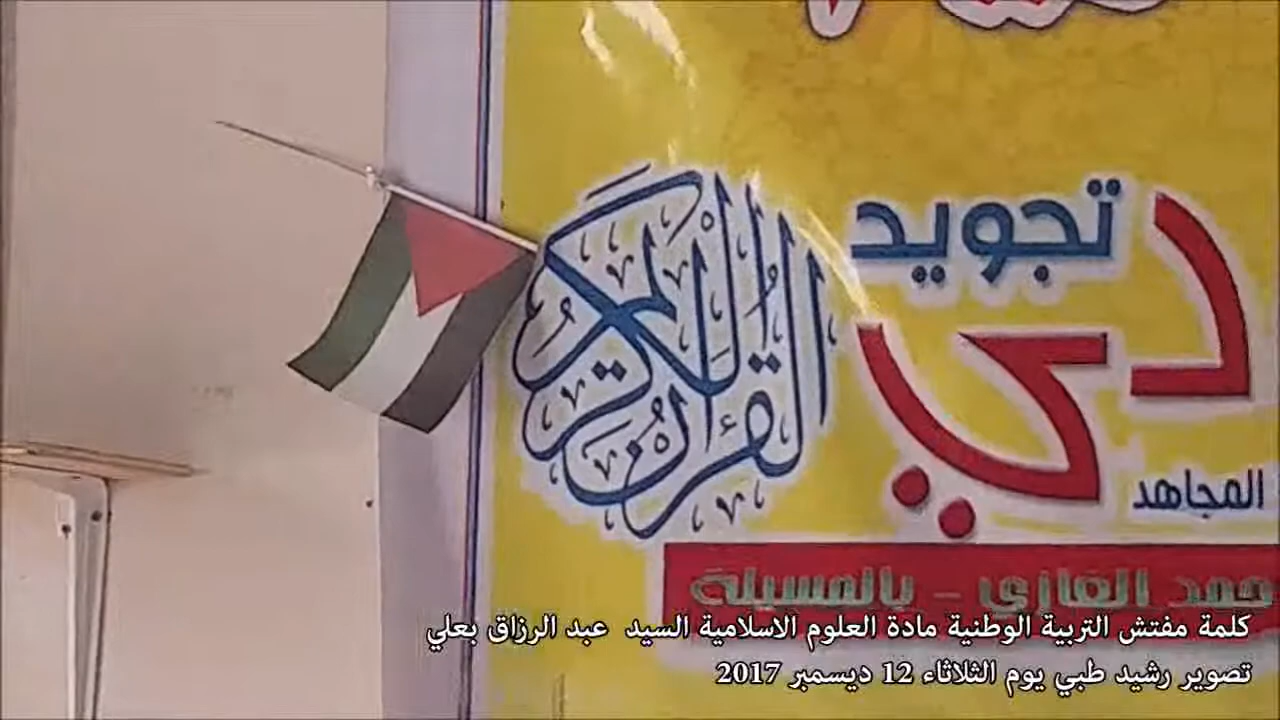 القرآن الكريم
تجويد
المجاهد
الغازي - بالمسيلة
كلمة مفتش التربية الوطنية مادة العلوم الاسلامية السيد عبد الرزاق بعلي
تصوير رشيد طبي يوم الثلاثاء 12 ديسمبر 2017